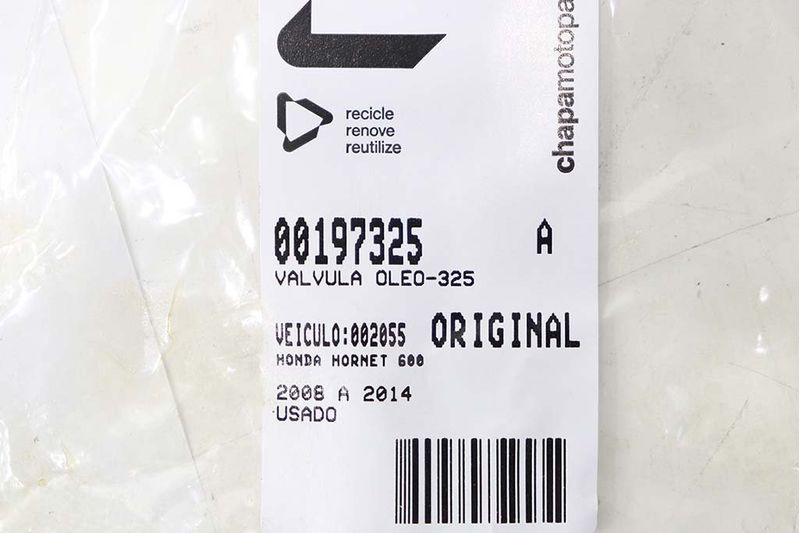 recicle
renove
reutilize
chapamotopa
00197325 A
VALVULA OLEO-325
VEICULO:002055 ORIGINAL
HONDA HORNET 600
2008 A 2014
USADO